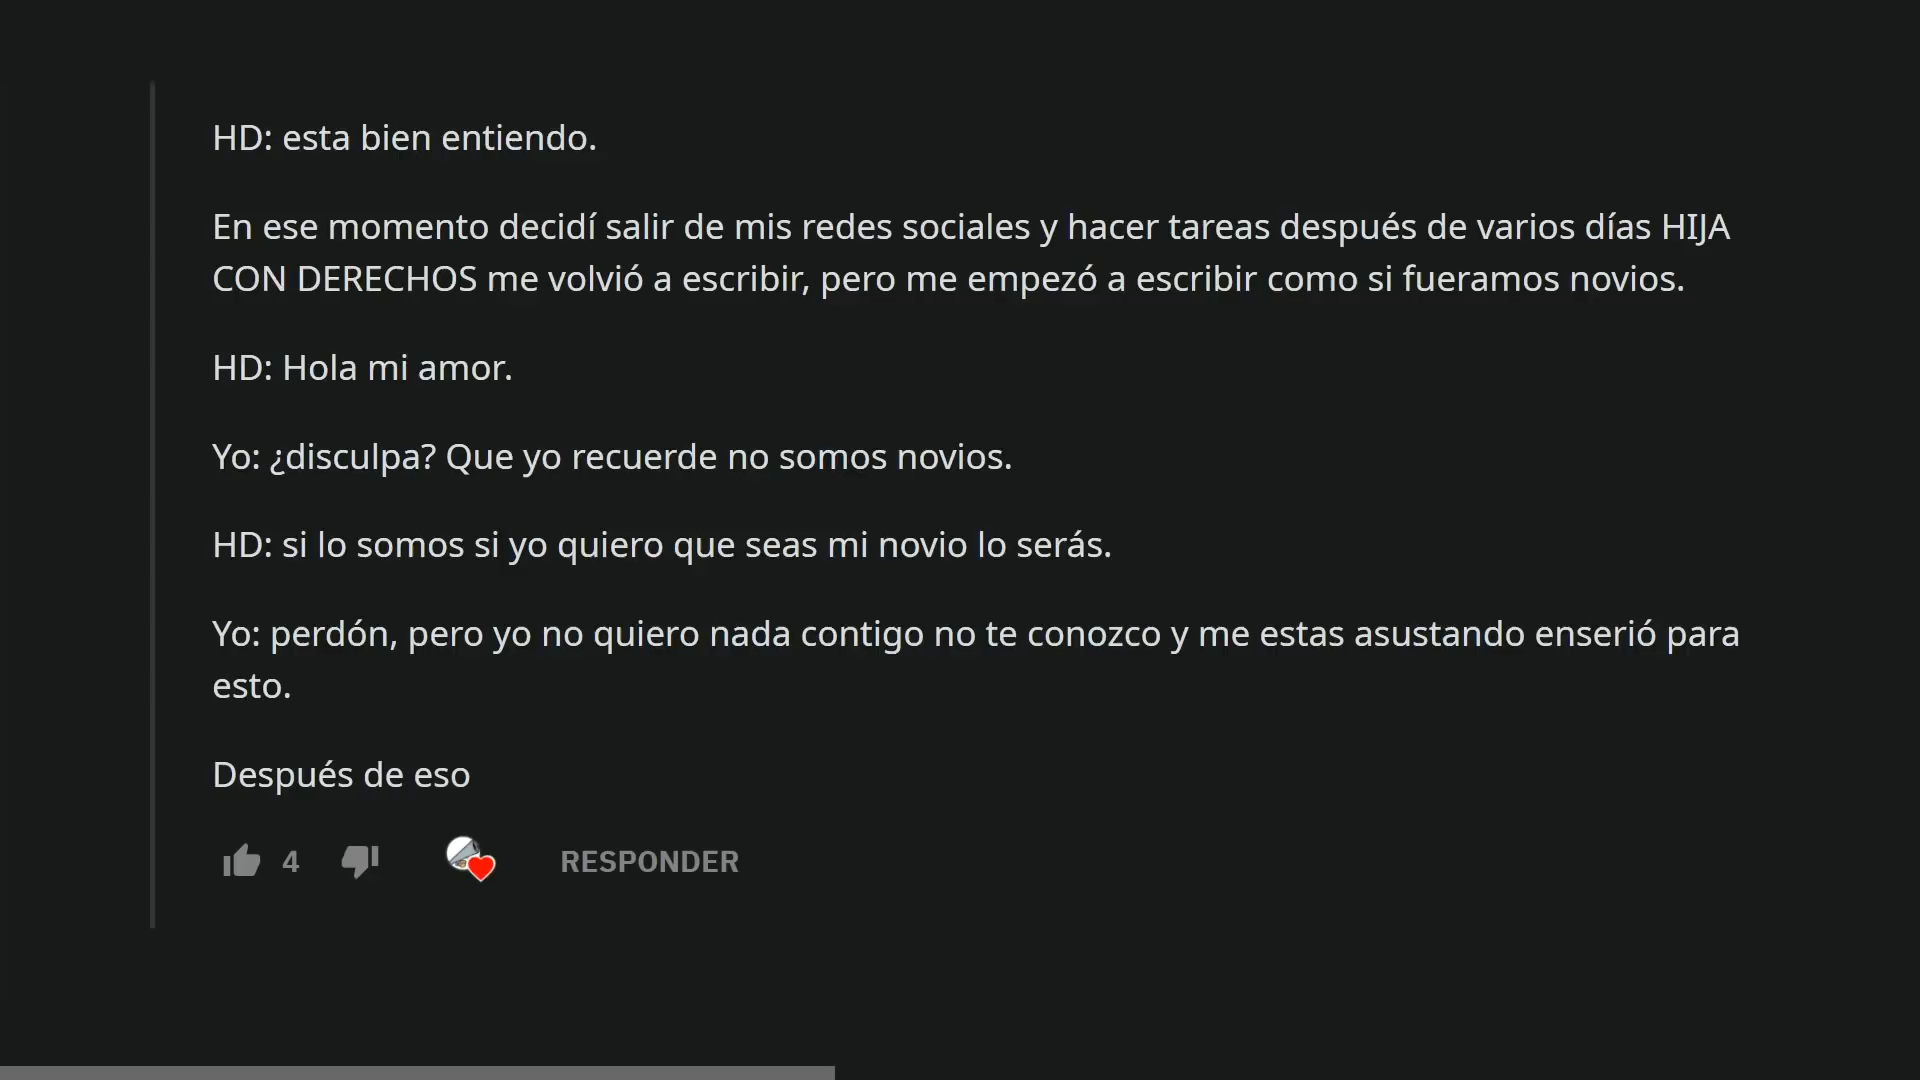 HD: esta bien entiendo.
En ese momento decidí salir de mis redes sociales y hacer tareas después de varios días HIJA
CON DERECHOS me volvió a escribir, pero me empezó a escribir como si fueramos novios.
HD: Hola mi amor.
Yo: ¿disculpa? Que yo recuerde no somos novios.
HD: si lo somos si yo quiero que seas mi novio lo serás.
Yo: perdón, pero yo no quiero nada contigo no te conozco y me estas asustando enserió para
esto.
Después de eso
4 RESPONDER